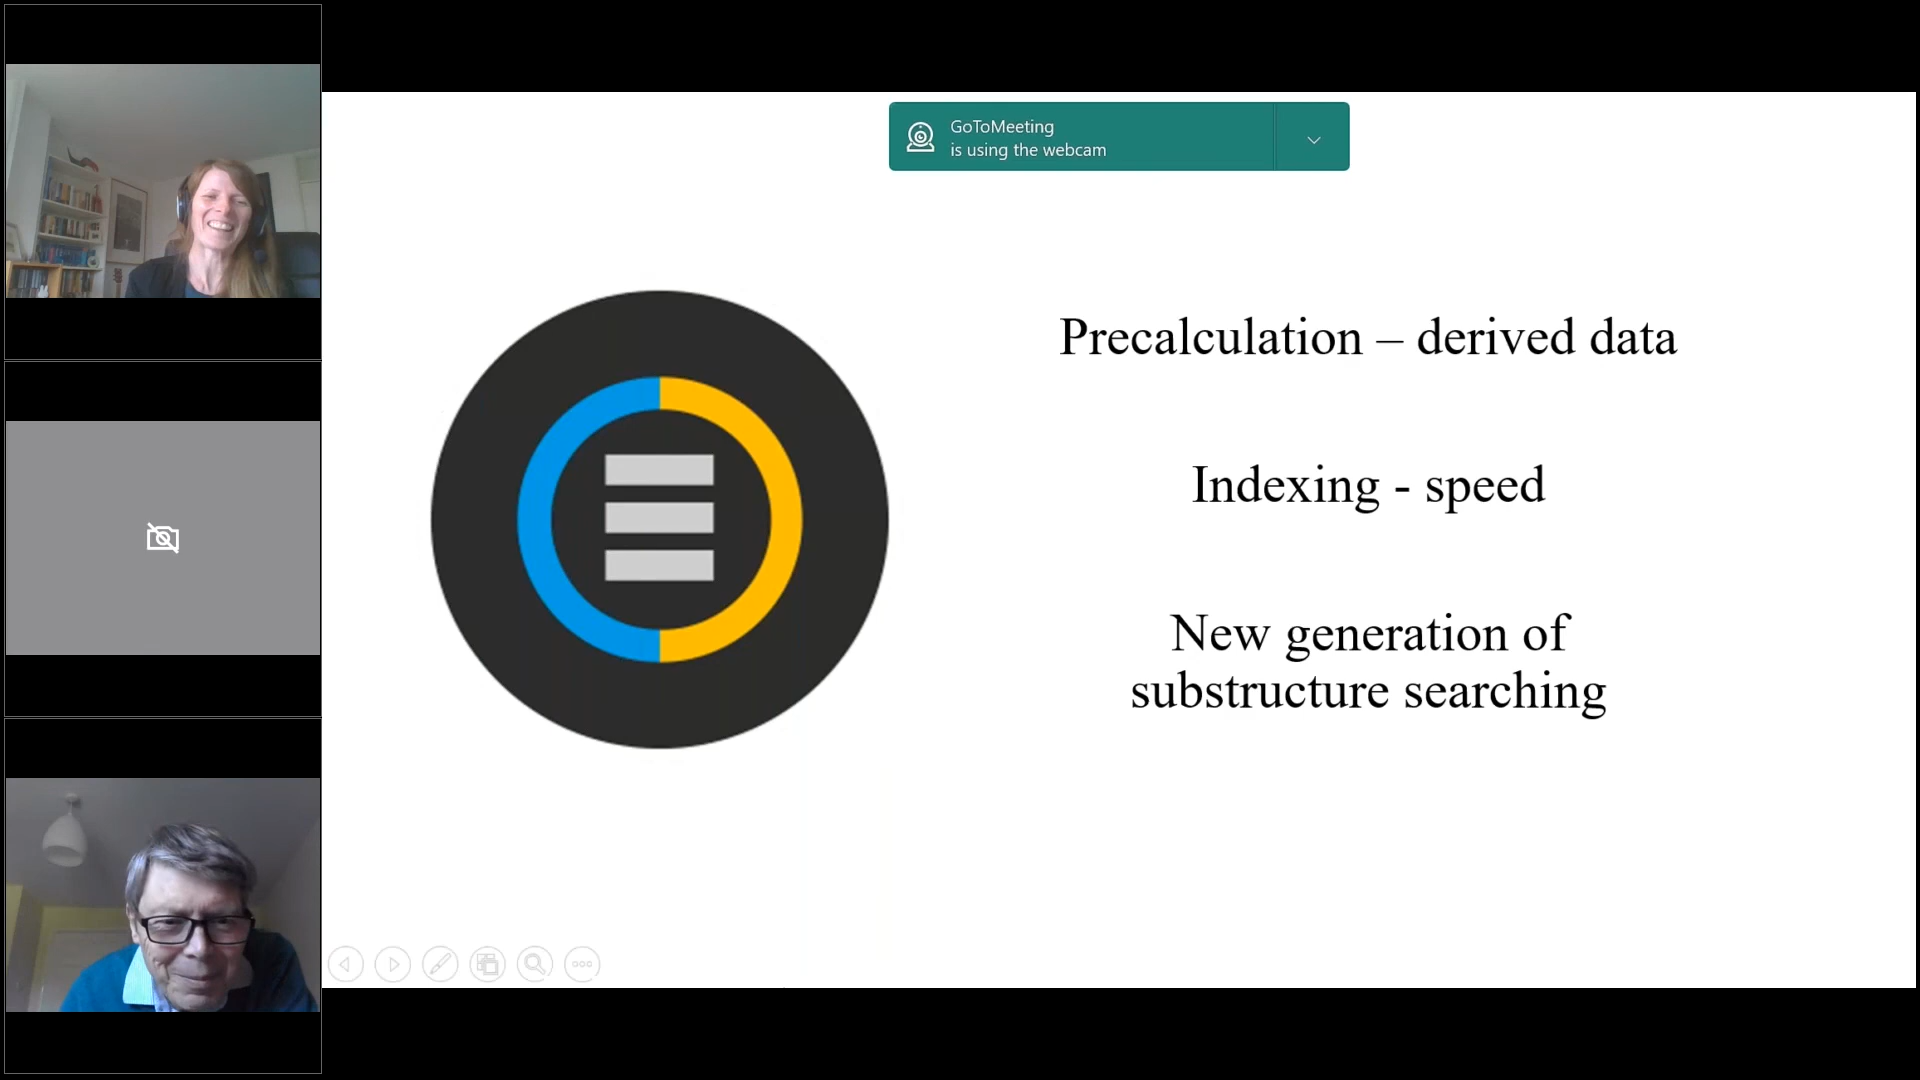 GoToMeeting
is using the webcam
Precalculation – derived data
Indexing - speed
New generation of
substructure searching